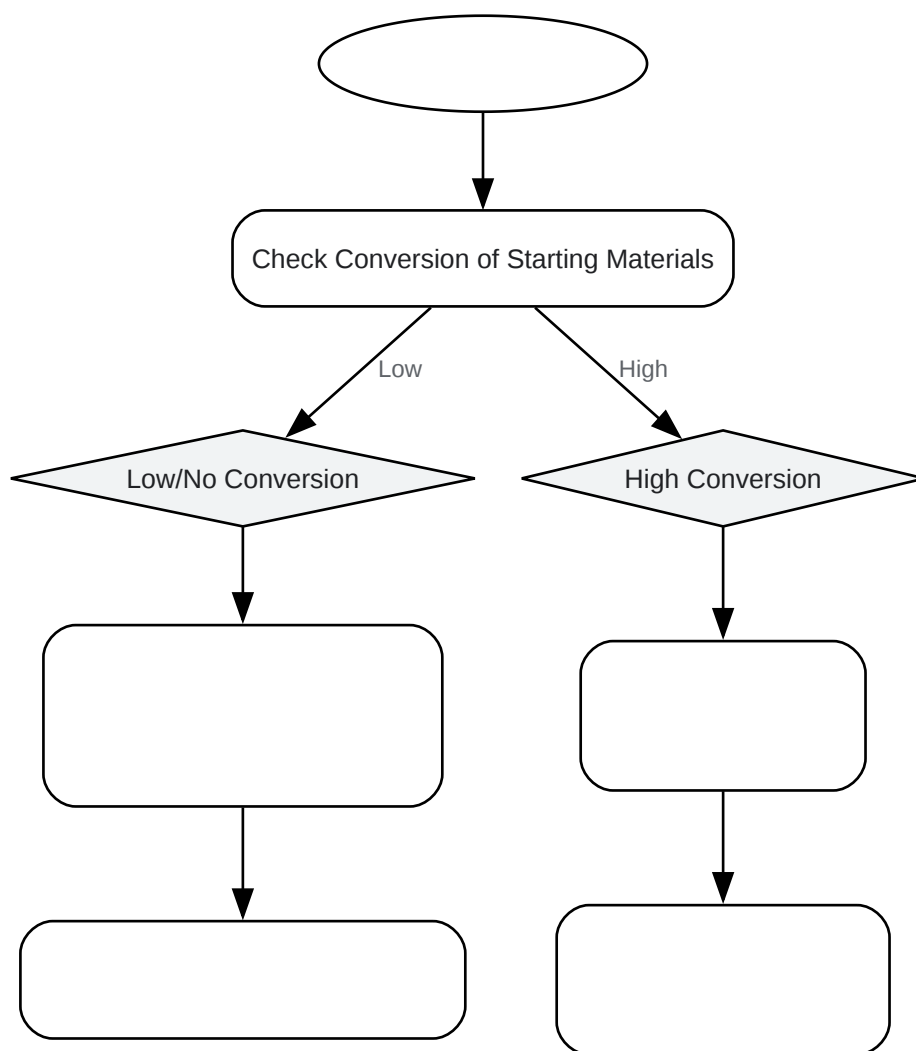 Check Conversion of Starting Materials
Low
High
Low/No Conversion
High Conversion